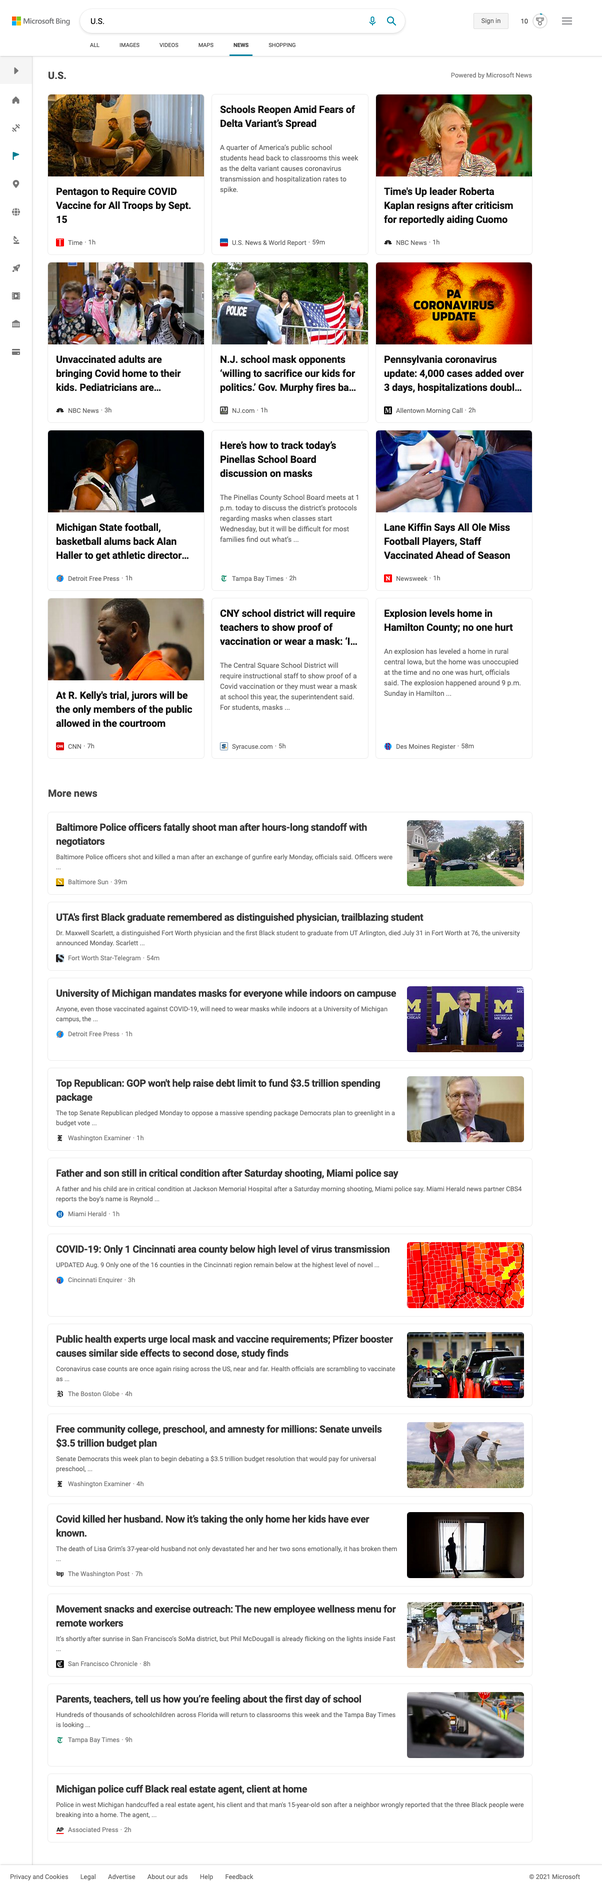 Microsoft Bing
U.S.
Sign in
10
ALL
IMAGES
VIDEOS
MAPS
NEWS
SHOPPING
U.S.
Powered by Microsoft News
Pentagon to Require COVID
Vaccine for All Troops by Sept.
15
Time · 1h
Schools Reopen Amid Fears of
Delta Variant's Spread
A quarter of America's public school
students head back to classrooms this week
as the delta variant causes coronavirus
transmission and hospitalization rates to
spike.
U.S. News & World Report · 59m
Time's Up leader Roberta
Kaplan resigns after criticism
for reportedly aiding Cuomo
NBC News · 1h
Unvaccinated adults are
bringing Covid home to their
kids. Pediatricians are...
NBC News · 3h
POLICE
N.J. school mask opponents
'willing to sacrifice our kids for
politics.' Gov. Murphy fires ba...
NJ.com · 1h
PA
CORONAVIRUS
UPDATE
Pennsylvania coronavirus
update: 4,000 cases added over
3 days, hospitalizations doubl...
Allentown Morning Call · 2h
Michigan State football,
basketball alums back Alan
Haller to get athletic director...
Detroit Free Press · 1h
Here's how to track today's
Pinellas School Board
discussion on masks
The Pinellas County School Board meets at 1
p.m. today to discuss the district's protocols
regarding masks when classes start
Wednesday, but it will be difficult for most
families find out what's ...
Tampa Bay Times · 2h
Lane Kiffin Says All Ole Miss
Football Players, Staff
Vaccinated Ahead of Season
Newsweek · 1h
At R. Kelly's trial, jurors will be
the only members of the public
allowed in the courtroom
CNN · 7h
CNY school district will require
teachers to show proof of
vaccination or wear a mask: 'I...
The Central Square School District will
require instructional staff to show proof of a
Covid vaccination or they must wear a mask
at school this year, the superintendent said.
For students, masks ...
Syracuse.com · 5h
Explosion levels home in
Hamilton County; no one hurt
An explosion has leveled a home in rural
central Iowa, but the home was unoccupied
at the time and no one was hurt, officials
said. The explosion happened around 9 p.m.
Sunday in Hamilton ...
Des Moines Register · 58m
More news
Baltimore Police officers fatally shoot man after hours-long standoff with
negotiators
Baltimore Police officers shot and killed a man after an exchange of gunfire early Monday, officials said. Officers were
...
Baltimore Sun · 39m
UTA's first Black graduate remembered as distinguished physician, trailblazing student
Dr. Maxwell Scarlett, a distinguished Fort Worth physician and the first Black student to graduate from UT Arlington, died July 31 in Fort Worth at 76, the university
announced Monday. Scarlett ...
Fort Worth Star-Telegram · 54m
University of Michigan mandates masks for everyone while indoors on campuse
Anyone, even those vaccinated against COVID-19, will need to wear masks while indoors at a University of Michigan
campus, the ...
Detroit Free Press · 1h
Top Republican: GOP won't help raise debt limit to fund $3.5 trillion spending
package
The top Senate Republican pledged Monday to oppose a massive spending package Democrats plan to greenlight in a
budget vote ...
Washington Examiner · 1h
Father and son still in critical condition after Saturday shooting, Miami police say
A father and his child are in critical condition at Jackson Memorial Hospital after a Saturday morning shooting, Miami police say. Miami Herald news partner CBS4
reports the boy's name is Reynold ...
Miami Herald · 1h
COVID-19: Only 1 Cincinnati area county below high level of virus transmission
UPDATED Aug. 9 Only one of the 16 counties in the Cincinnati region remain below at the highest level of novel ...
Cincinnati Enquirer · 3h
Public health experts urge local mask and vaccine requirements; Pfizer booster
causes similar side effects to second dose, study finds
Coronavirus case counts are once again rising across the US, near and far. Health officials are scrambling to vaccinate
as ...
The Boston Globe · 4h
Free community college, preschool, and amnesty for millions: Senate unveils
$3.5 trillion budget plan
Senate Democrats this week plan to begin debating a $3.5 trillion budget resolution that would pay for universal
preschool, ...
Washington Examiner · 4h
Covid killed her husband. Now it's taking the only home her kids have ever
known.
The death of Lisa Grim's 37-year-old husband not only devastated her and her two sons emotionally, it has broken them
...
The Washington Post · 7h
Movement snacks and exercise outreach: The new employee wellness menu for
remote workers
It's shortly after sunrise in San Francisco's SoMa district, but Phil McDougall is already flicking on the lights inside Fast
...
San Francisco Chronicle · 8h
Parents, teachers, tell us how you're feeling about the first day of school
Hundreds of thousands of schoolchildren across Florida will return to classrooms this week and the Tampa Bay Times
is looking ...
Tampa Bay Times · 9h
Michigan police cuff Black real estate agent, client at home
Police in west Michigan handcuffed a real estate agent, his client and that man's 15-year-old son after a neighbor wrongly reported that the three Black people were
breaking into a home. The agent, ...
Associated Press · 2h
Privacy and Cookies
Legal
Advertise
About our ads
Help
Feedback
© 2021 Microsoft